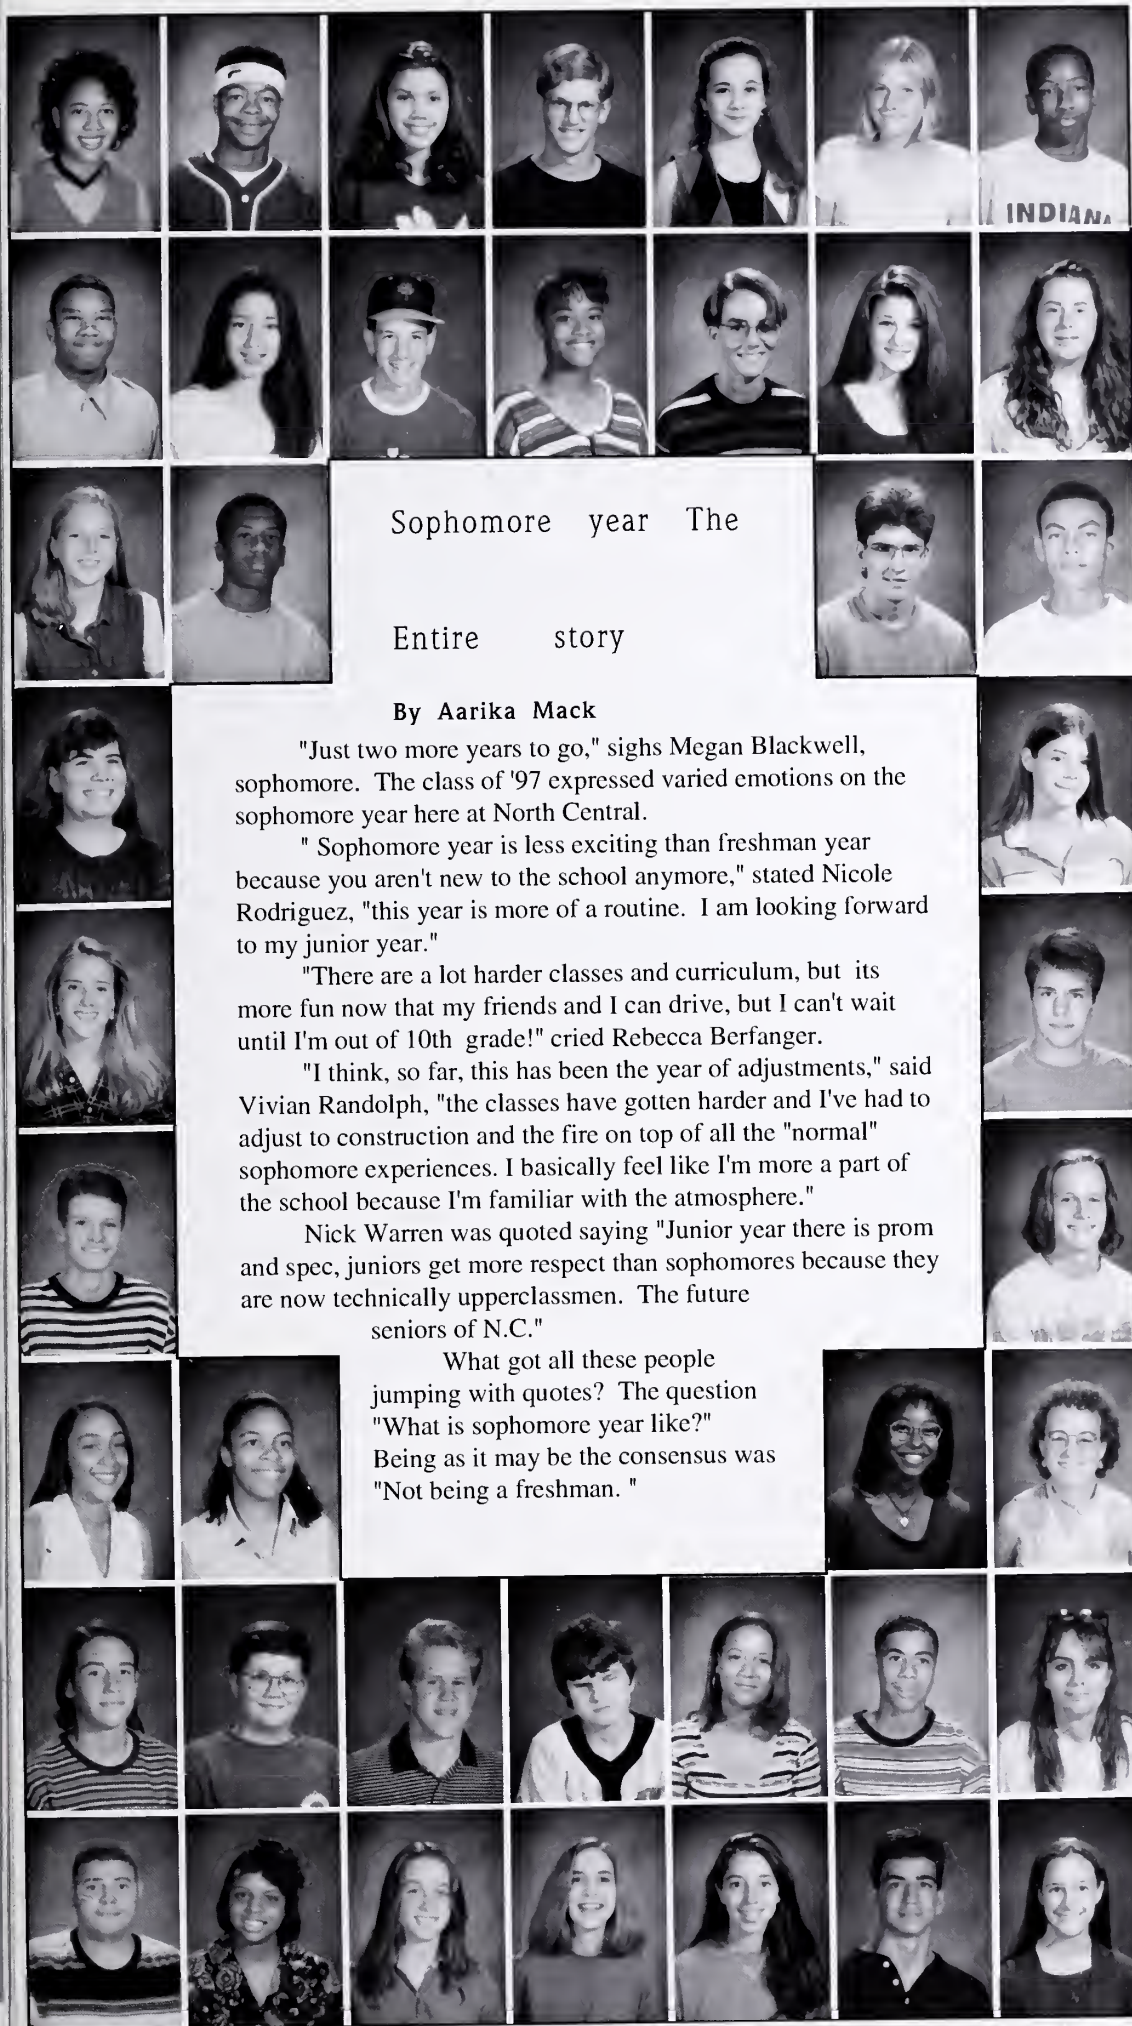 INDIANA
Sophomore year The
Entire story
By Aarika Mack
"Just two more years to go," sighs Megan Blackwell,
sophomore. The class of '97 expressed varied emotions on the
sophomore year here at North Central.
" Sophomore year is less exciting than freshman year
because you aren't new to the school anymore," stated Nicole
Rodriguez, "this year is more of a routine. I am looking forward
to my junior year."
"There are a lot harder classes and curriculum, but its
more fun now that my friends and I can drive, but I can't wait
until I'm out of 10th grade!" cried Rebecca Berfanger.
"I think, so far, this has been the year of adjustments," said
Vivian Randolph, "the classes have gotten harder and I've had to
adjust to construction and the fire on top of all the "normal"
sophomore experiences. I basically feel like I'm more a part of
the school because I'm familiar with the atmosphere."
Nick Warren was quoted saying "Junior year there is prom
and spec, juniors get more respect than sophomores because they
are now technically upperclassmen. The future
seniors of N.C."
What got all these people
jumping with quotes? The question
"What is sophomore year like?"
Being as it may be the consensus was
"Not being a freshman. "